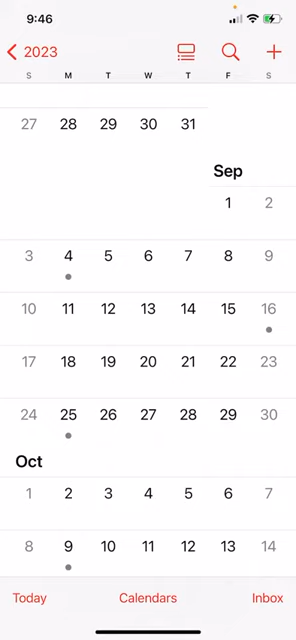 9:46
2023
S M T W T F S
27 28 29 30 31
Sep
1 2
3 4 5 6 7 8 9
10 11 12 13 14 15 16
17 18 19 20 21 22 23
24 25 26 27 28 29 30
Oct
1 2 3 4 5 6 7
8 9 10 11 12 13 14
Today Calendars Inbox